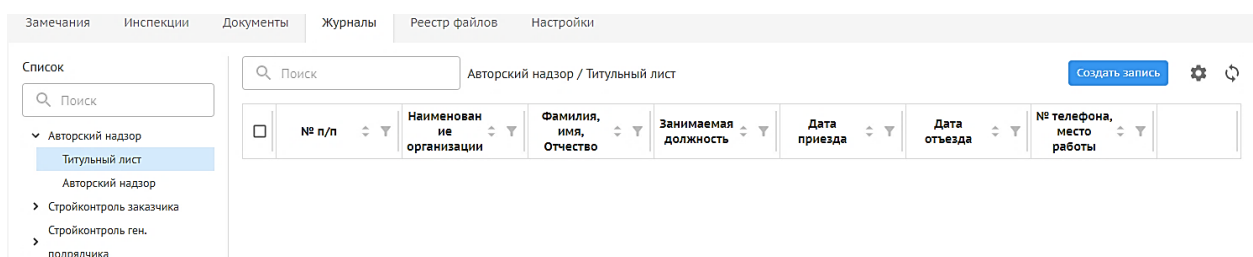 Замечания Инспекции Документы Журналы Реестр файлов Настройки
Список
Поиск
Авторский надзор
Титульный лист
Авторский надзор
Стройконтроль заказчика
Стройконтроль ген.
подрядчика
Поиск
Авторский надзор / Титульный лист
Создать запись
№ п/п
Наименован
ие
организации
Фамилия,
имя,
Отчество
Занимаемая
должность
Дата
приезда
Дата
отъезда
№ телефона,
место
работы